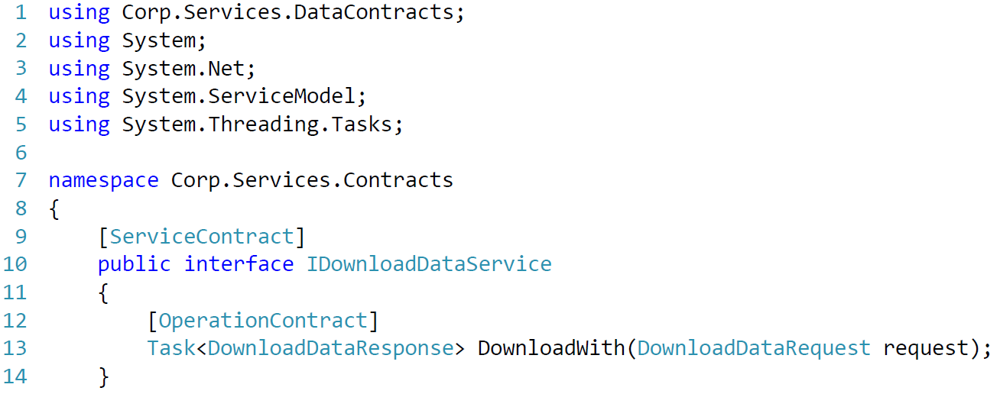 1 using Corp.Services.DataContracts;
2 using System;
3 using System.Net;
4 using System.ServiceModel;
5 using System.Threading.Tasks;
6
7 namespace Corp.Services.Contracts
8 {
9     [ServiceContract]
10     public interface IDownloadDataService
11     {
12         [OperationContract]
13         Task<DownloadDataResponse> DownloadWith(DownloadDataRequest request);
14     }